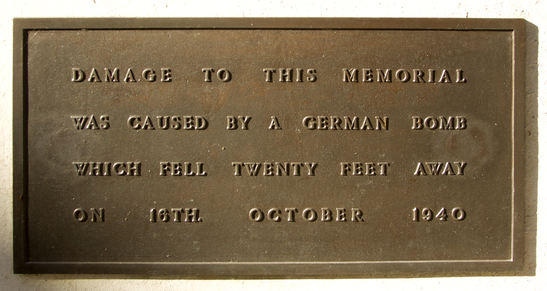 DAMAGE TO THIS MEMORIAL
WAS CAUSED BY A GERMAN BOMB
WHICH FELL TWENTY FEET AWAY
ON 16TH. OCTOBER 1940